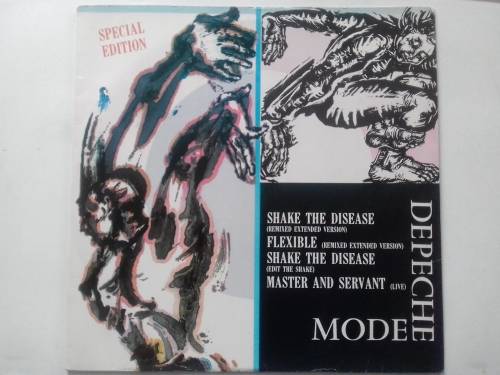 SPECIAL
EDITION
SHAKE THE DISEASE
(REMIXED EXTENDED VERSION)
FLEXIBLE (REMIXED EXTENDED VERSION)
SHAKE THE DISEASE
(EDIT THE SHAKE)
MASTER AND SERVANT (LIVE)
DEPECHE
MODE